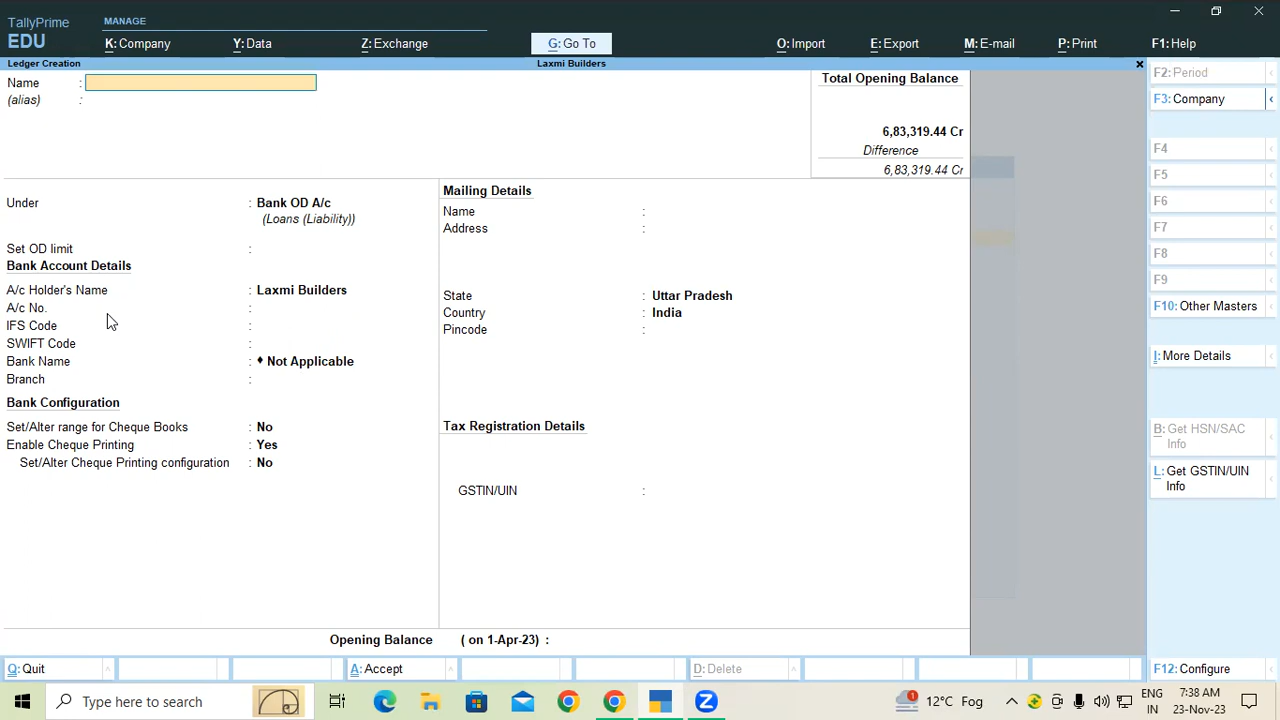 TallyPrime
EDU
MANAGE
K: Company
Y: Data
Z: Exchange
G: Go To
O: Import
E: Export
M: E-mail
P: Print
F1: Help
Ledger Creation
Laxmi Builders
Name :
(alias) :
Total Opening Balance
6,83,319.44 Cr
Difference
6,83,319.44 Cr
Under : Bank OD A/c
(Loans (Liability))
Set OD limit :
Bank Account Details
A/c Holder's Name : Laxmi Builders
A/c No. :
IFS Code :
SWIFT Code :
Bank Name : ♦ Not Applicable
Branch :
Bank Configuration
Set/Alter range for Cheque Books : No
Enable Cheque Printing : Yes
Set/Alter Cheque Printing configuration : No
Mailing Details
Name :
Address :
State : Uttar Pradesh
Country : India
Pincode :
Tax Registration Details
GSTIN/UIN :
Opening Balance ( on 1-Apr-23) :
F2: Period
F3: Company
F4
F5
F6
F7
F8
F9
F10: Other Masters
I: More Details
B: Get HSN/SAC
Info
L: Get GSTIN/UIN
Info
F12: Configure
Q: Quit
A: Accept
D: Delete
Type here to search
1
12°C Fog
ENG
IN
7:38 AM
23-Nov-23